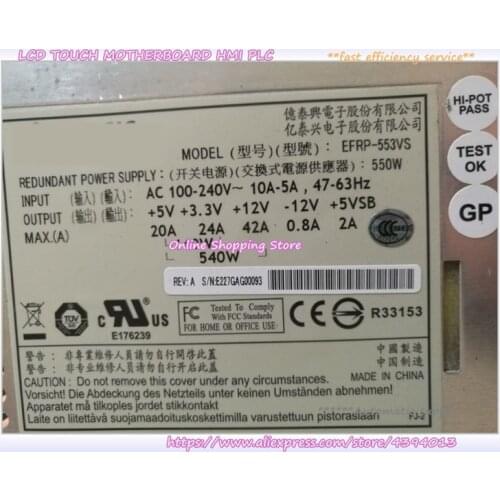 LCD TOUCH MOTHERBOARD HMI PLC
**fast efficiency service**
億泰興電子股份有限公司
亿泰兴电子股份有限公司
HI-POT PASS
MODEL (型号)(型號) : EFRP-553VS
REDUNDANT POWER SUPPLY : (开关电源)(交換式電源供應器) : 550W
INPUT (输入) (輸入) : AC 100-240V~ 10A-5A , 47-63Hz
OUTPUT (输出) (輸出) : +5V +3.3V +12V -12V +5VSB
MAX.(A) 20A 24A 42A 0.8A 2A
TEST OK
Online Shopping Store
540W
GP
REV: A S/N:E227GAG00093
TUV
C UL US
E176239
FC Tested To Comply
With FCC Standards
FOR HOME OR OFFICE USE
CE
R33153
警告 : 非專業維修人員請勿自行開啓此蓋
警告 : 非专业维修人员请勿自行开启此盖
中國製造
中国制造
CAUTION: Do not remove this cover under any circumstances.
MADE IN CHINA
Vorsicht! Die Abdeckung des Netzteils unter keinen Umständen abnehmen!
Apparatet må tilkoples jordet stikkontakt
Laite on liitettävä suojamaadoituskoskettimilla varustettuun pistorasiaan
PJ-2
https://www.aliexpress.com/store/4394013